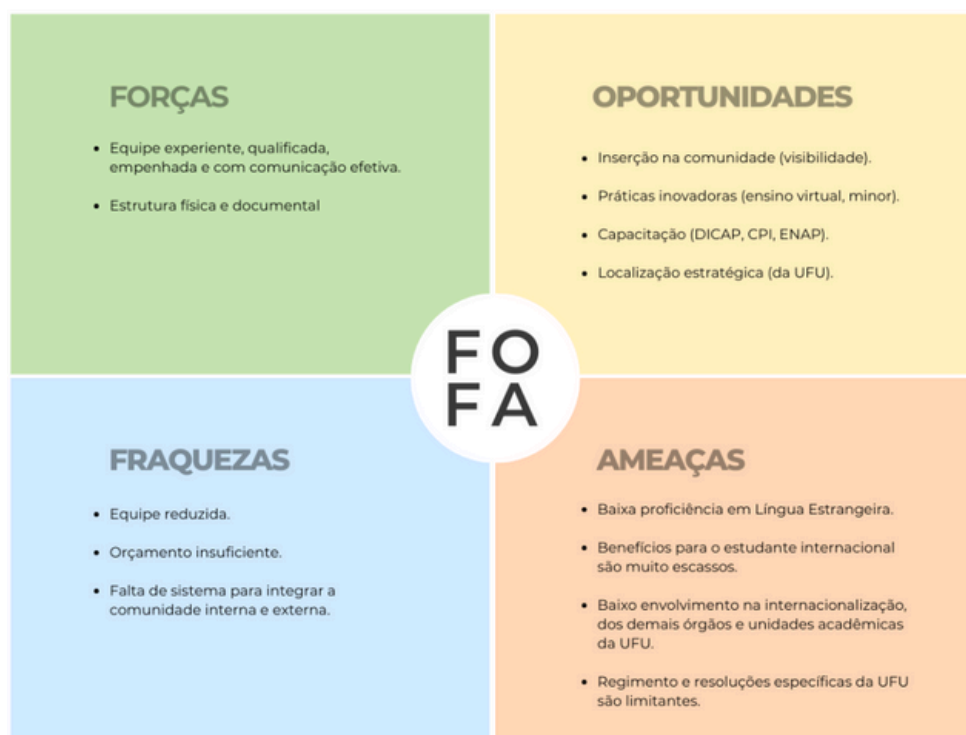 FORÇAS
• Equipe experiente, qualificada,
empenhada e com comunicação efetiva.
• Estrutura física e documental
OPORTUNIDADES
• Inserção na comunidade (visibilidade).
• Práticas inovadoras (ensino virtual, minor).
• Capacitação (DICAP, CPI, ENAP).
• Localização estratégica (da UFU).
FO
FA
FRAQUEZAS
• Equipe reduzida.
• Orçamento insuficiente.
• Falta de sistema para integrar a
comunidade interna e externa.
AMEAÇAS
• Baixa proficiência em Língua Estrangeira.
• Benefícios para o estudante internacional
são muito escassos.
• Baixo envolvimento na internacionalização,
dos demais órgãos e unidades acadêmicas
da UFU.
• Regimento e resoluções específicas da UFU
são limitantes.